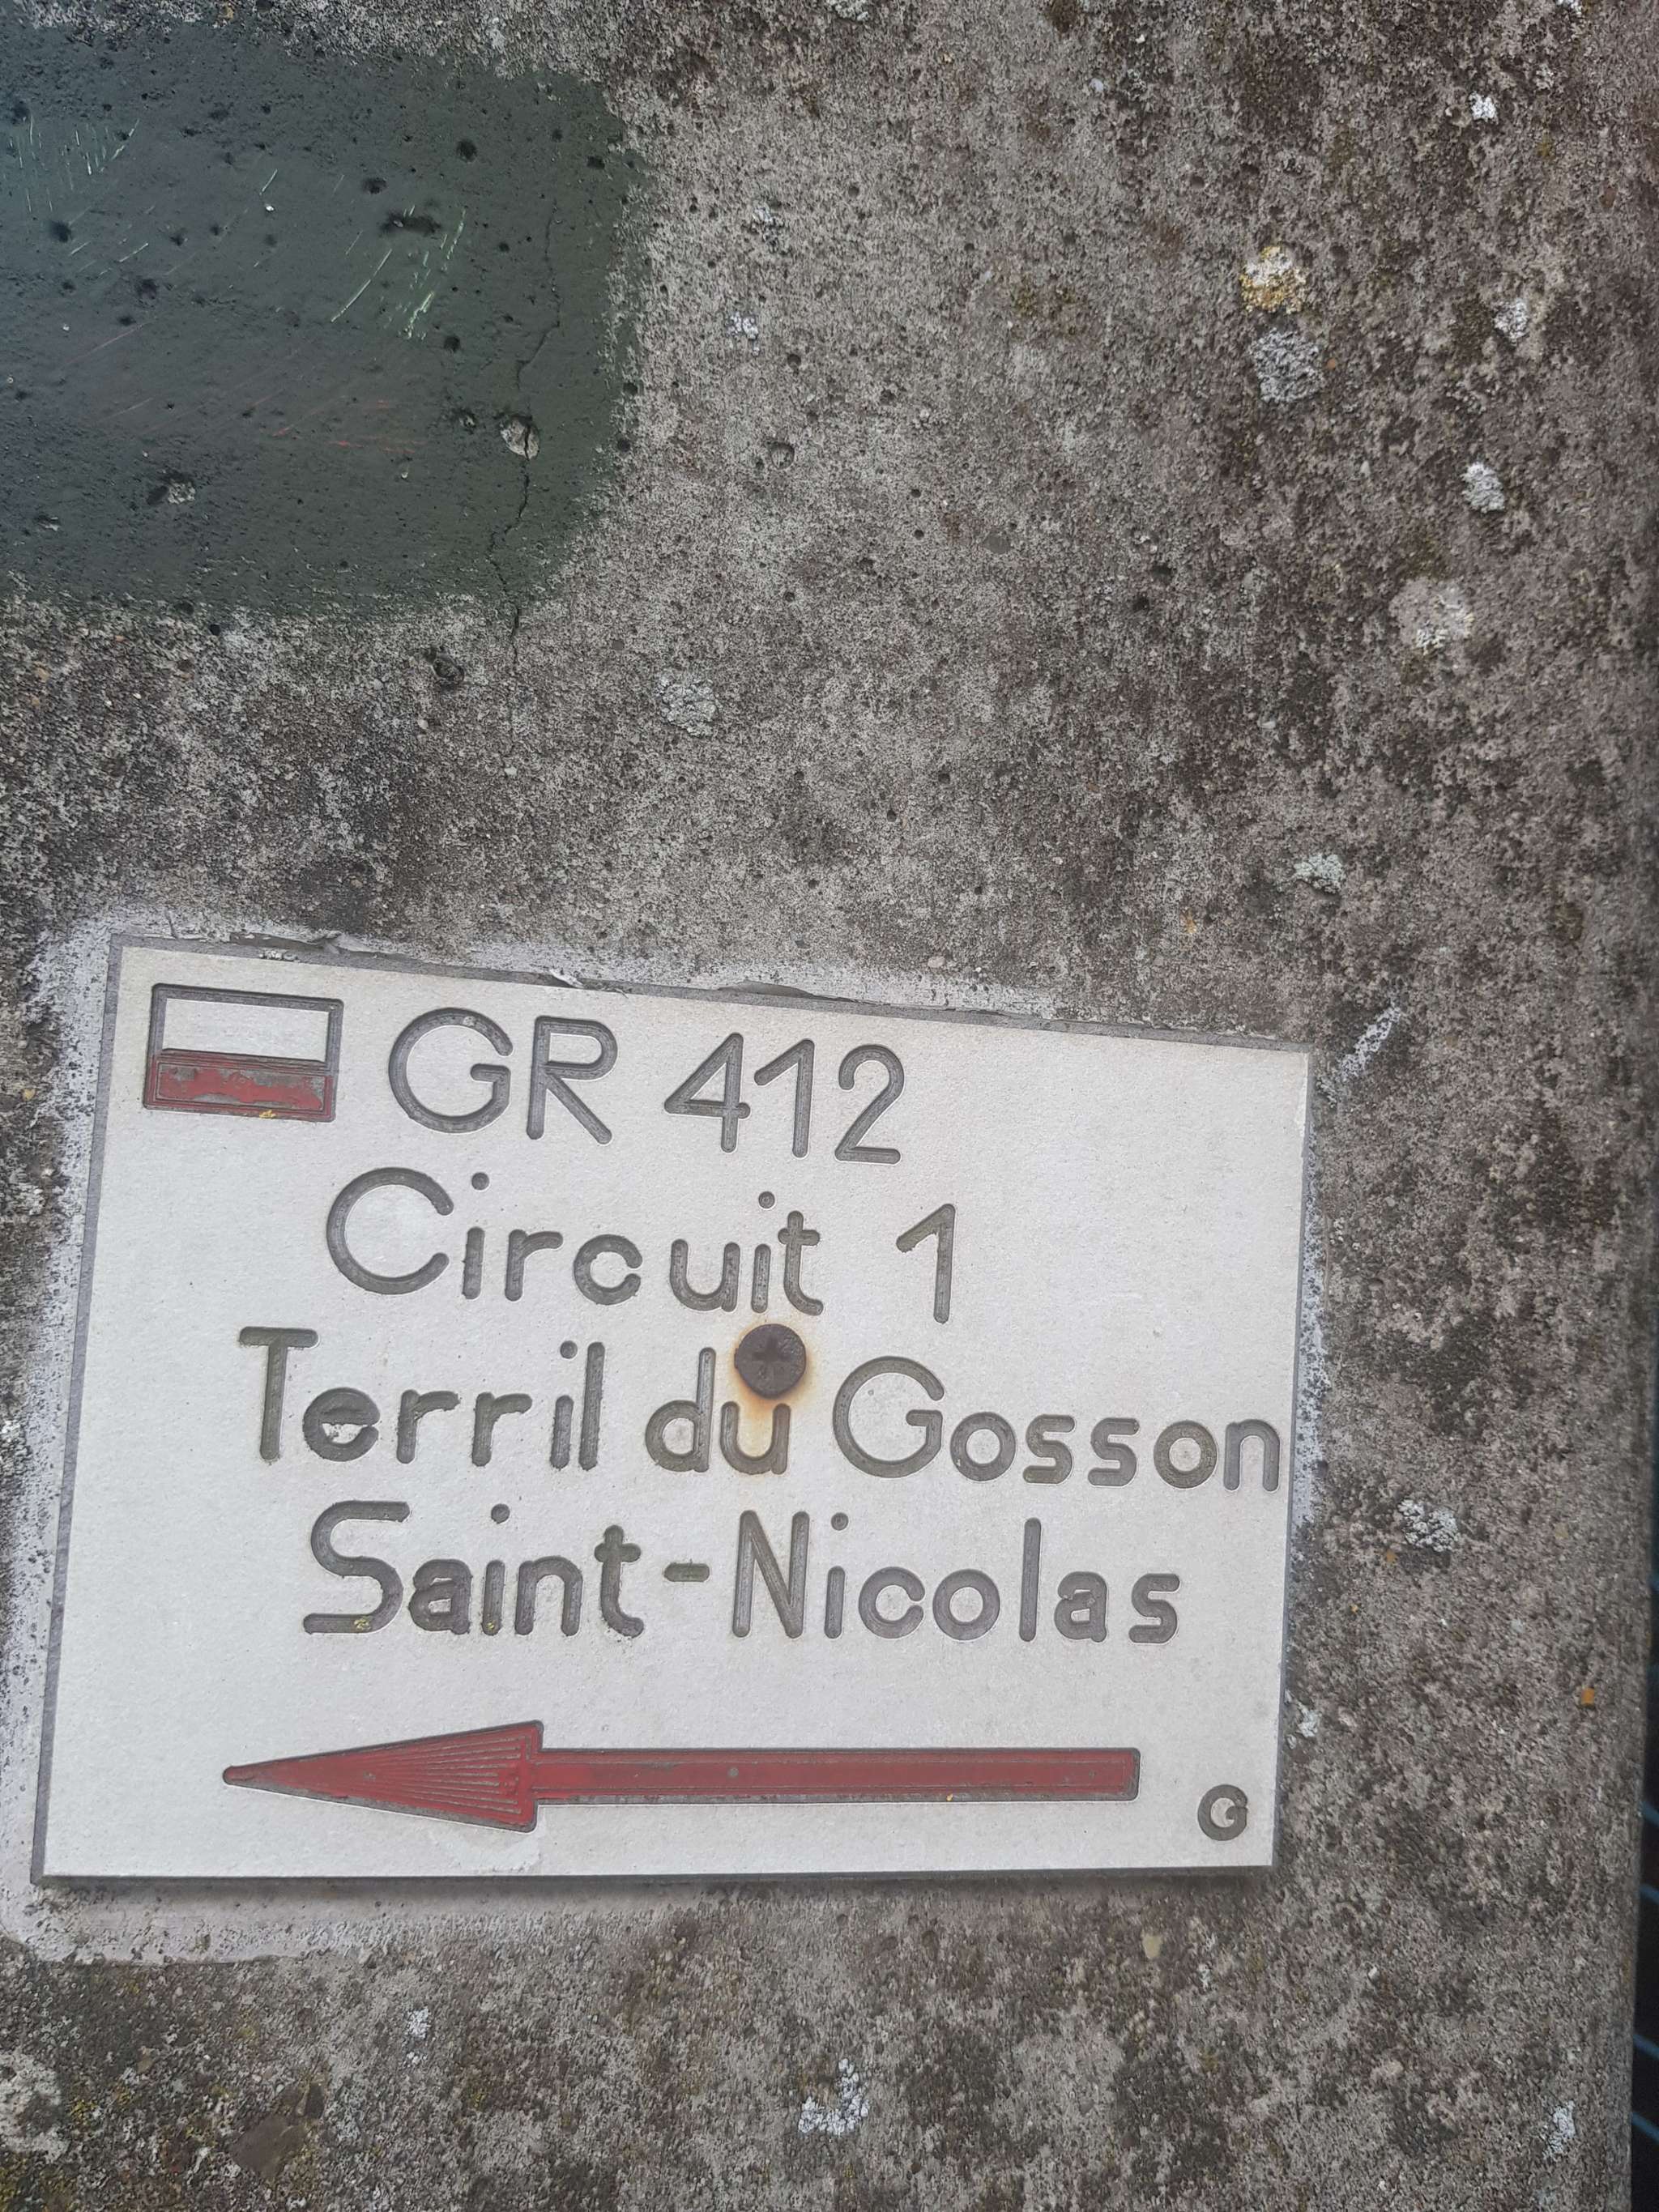 GR 412
Circuit 1
Terril du Gosson
Saint-Nicolas
G